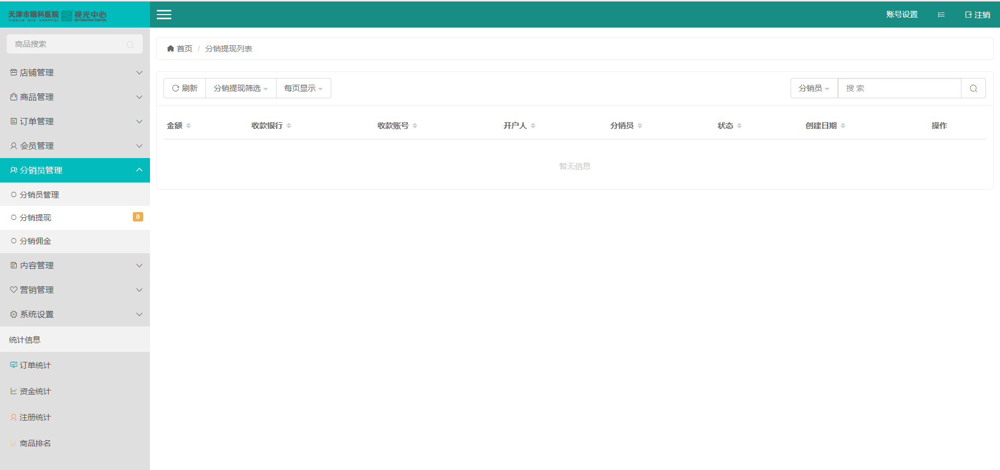 天津市眼科医院 视光中心
TIANJIN EYE HOSPITAL OPTOMETRIC CENTER
账号设置 注销
商品搜索
店铺管理
商品管理
订单管理
会员管理
分销员管理
分销员管理
分销提现 0
分销佣金
内容管理
营销管理
系统设置
统计信息
订单统计
资金统计
注册统计
商品排名
首页 / 分销提现列表
刷新 分销提现筛选 每页显示 分销员 搜 索
金额 收款银行 收款账号 开户人 分销员 状态 创建日期 操作
暂无信息